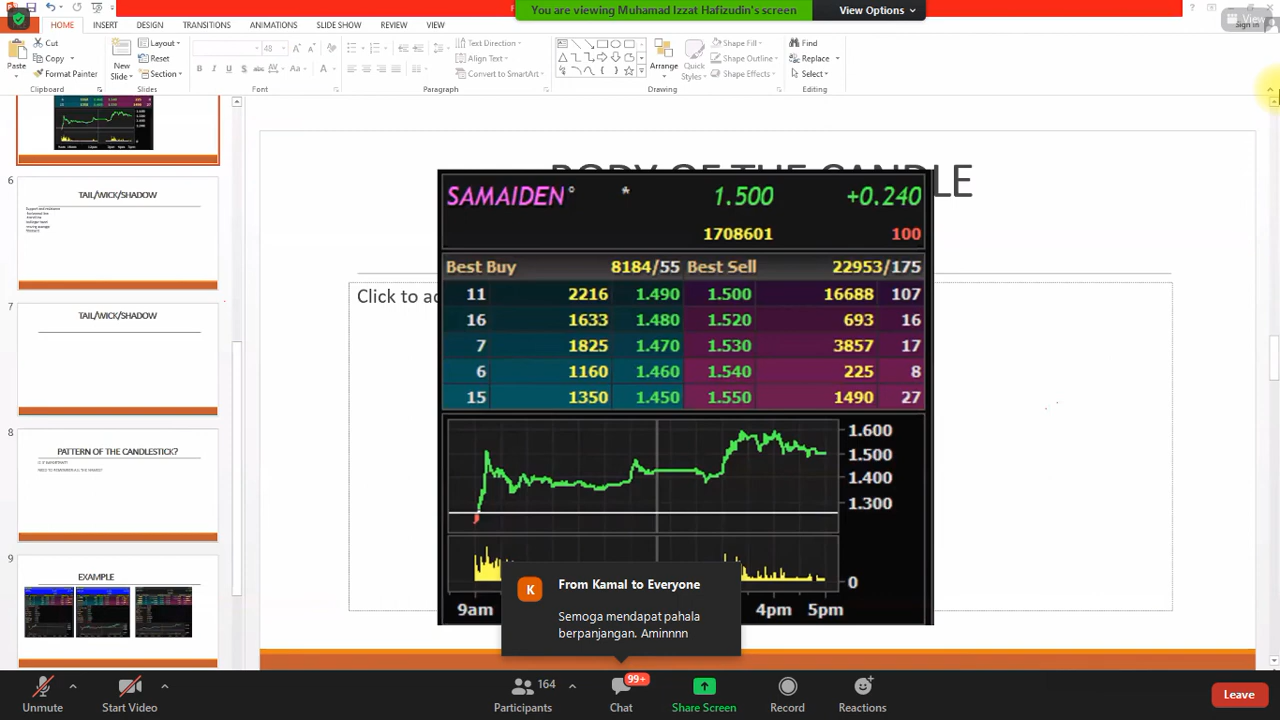 You are viewing Muhamad Izzat Hafizudin's screen
View Options
View
HOME
INSERT
DESIGN
TRANSITIONS
ANIMATIONS
SLIDE SHOW
REVIEW
VIEW
Sign in
Paste
Cut
Copy
Format Painter
Clipboard
New
Slide
Layout
Reset
Section
Slides
48
Font
Text Direction
Align Text
Convert to SmartArt
Paragraph
Arrange
Quick
Styles
Shape Fill
Shape Outline
Shape Effects
Drawing
Find
Replace
Select
Editing
6
TAIL/WICK/SHADOW
7
TAIL/WICK/SHADOW
8
PATTERN OF THE CANDLESTICK?
9
EXAMPLE
BODY OF THE CANDLE
Click to ad
SAMAIDEN° * 1.500 +0.240
1708601 100
Best Buy 8184/55 Best Sell 22953/175
11 2216 1.490 1.500 16688 107
16 1633 1.480 1.520 693 16
7 1825 1.470 1.530 3857 17
6 1160 1.460 1.540 225 8
15 1350 1.450 1.550 1490 27
1.600
1.500
1.400
1.300
0
9am 4pm 5pm
K
From Kamal to Everyone
Semoga mendapat pahala
berpanjangan. Aminnnn
Unmute
Start Video
164
Participants
99+
Chat
Share Screen
Record
Reactions
Leave